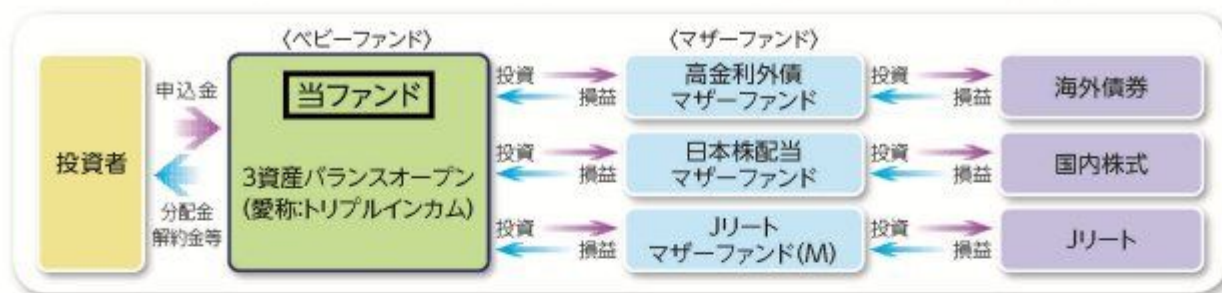 〈ベビーファンド〉
〈マザーファンド〉
投資者
申込金
分配金
解約金等
当ファンド
3資産バランスオープン
(愛称:トリプルインカム)
投資
損益
高金利外債
マザーファンド
投資
損益
海外債券
投資
損益
日本株配当
マザーファンド
投資
損益
国内株式
投資
損益
Jリート
マザーファンド(M)
投資
損益
Jリート